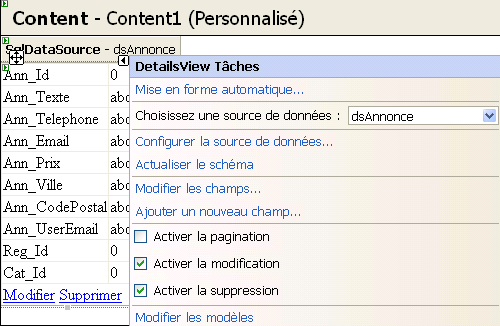 Content - Content1 (Personnalisé)
SqlDataSource - dsAnnonce
Ann_Id 0
Ann_Texte abc
Ann_Telephone abc
Ann_Email abc
Ann_Prix abc
Ann_Ville abc
Ann_CodePostal abc
Ann_UserEmail abc
Reg_Id 0
Cat_Id 0
Modifier Supprimer
DetailsView Tâches
Mise en forme automatique...
Choisissez une source de données : dsAnnonce
Configurer la source de données...
Actualiser le schéma
Modifier les champs...
Ajouter un nouveau champ...
Activer la pagination
Activer la modification
Activer la suppression
Modifier les modèles